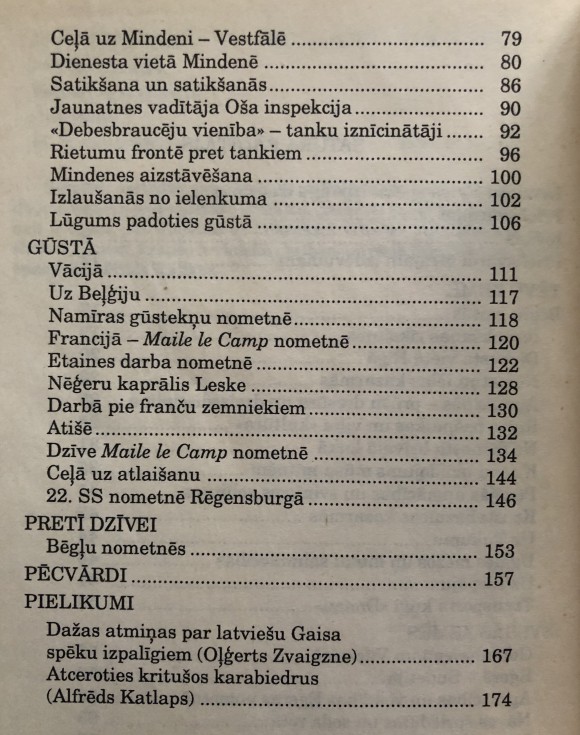 Ceļā uz Mindeni – Vestfālē ........ 79
Dienesta vietā Mindenē ........ 80
Satikšana un satikšanās ........ 86
Jaunatnes vadītāja Oša inspekcija ........ 90
«Debesbraucēju vienība» – tanku iznīcinātāji ........ 92
Rietumu frontē pret tankiem ........ 96
Mindenes aizstāvēšana ........ 100
Izlaušanās no ielenkuma ........ 102
Lūgums padoties gūstā ........ 106
GŪSTĀ
Vācijā ........ 111
Uz Beļģiju ........ 117
Namīras gūstekņu nometnē ........ 118
Francijā – Maile le Camp nometnē ........ 120
Etaines darba nometnē ........ 122
Nēģeru kaprālis Leske ........ 128
Darbā pie franču zemniekiem ........ 130
Atišē ........ 132
Dzīve Maile le Camp nometnē ........ 134
Ceļā uz atlaišanu ........ 144
22. SS nometnē Rēgensburgā ........ 146
PRETĪ DZĪVEI
Bēgļu nometnēs ........ 153
PĒCVĀRDI ........ 157
PIELIKUMI
Dažas atmiņas par latviešu Gaisa
spēku izpalīgiem (Oļģerts Zvaigzne) ........ 167
Atceroties kritušos karabiedrus
(Alfrēds Katlaps) ........ 174